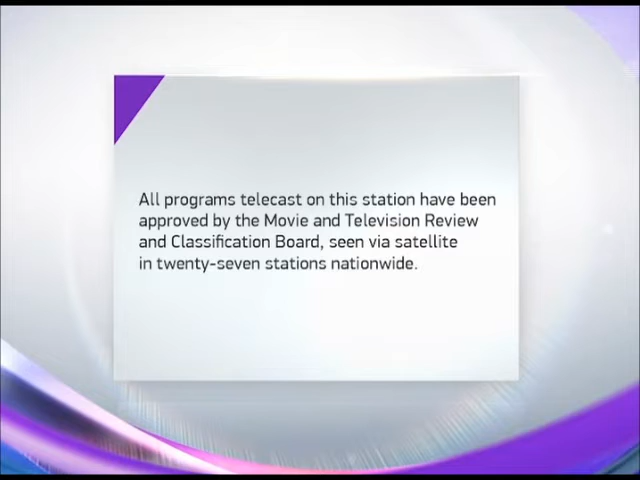 All programs telecast on this station have been
approved by the Movie and Television Review
and Classification Board, seen via satellite
in twenty-seven stations nationwide.